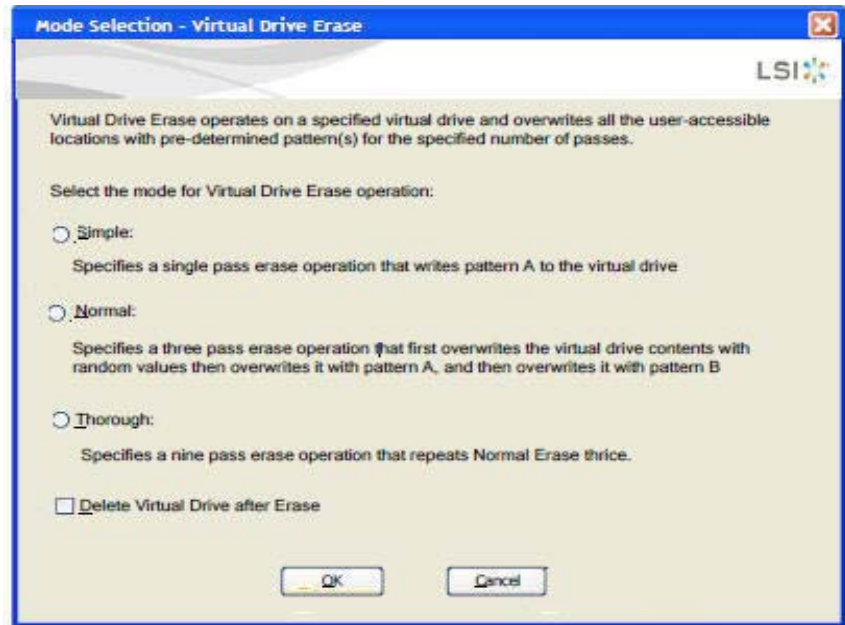 Mode Selection - Virtual Drive Erase
LSI
Virtual Drive Erase operates on a specified virtual drive and overwrites all the user-accessible
locations with pre-determined pattern(s) for the specified number of passes.
Select the mode for Virtual Drive Erase operation:
Simple:
Specifies a single pass erase operation that writes pattern A to the virtual drive
Normal:
Specifies a three pass erase operation that first overwrites the virtual drive contents with
random values then overwrites it with pattern A, and then overwrites it with pattern B
Thorough:
Specifies a nine pass erase operation that repeats Normal Erase thrice.
Delete Virtual Drive after Erase
OK
Cancel